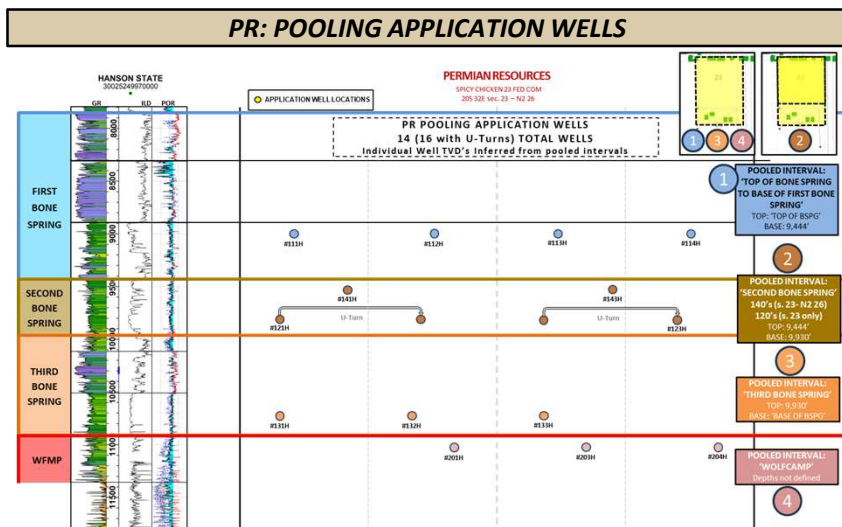 PR: POOLING APPLICATION WELLS
HANSON STATE
30025249970000
GR ILD POR
APPLICATION WELL LOCATIONS
PERMIAN RESOURCES
SPICY CHICKEN 23 FED COM
20S 32E sec. 23 – N2 26
PR POOLING APPLICATION WELLS
14 (16 with U-Turns) TOTAL WELLS
Individual Well TVD's Inferred from pooled intervals
23
1 3 4
2
1
POOLED INTERVAL:
'TOP OF BONE SPRING
TO BASE OF FIRST BONE
SPRING'
TOP: 'TOP OF BSPG'
BASE: 9,444'
2
POOLED INTERVAL:
'SECOND BONE SPRING'
140's (s. 23- N2 26)
120's (s. 23 only)
TOP: 9,444'
BASE: 9,930'
3
POOLED INTERVAL:
'THIRD BONE SPRING'
TOP: 9,930'
BASE: 'BASE OF BSPG'
POOLED INTERVAL:
'WOLFCAMP'
Depths not defined
4
FIRST
BONE
SPRING
SECOND
BONE
SPRING
THIRD
BONE
SPRING
WFMP
8000
8500
9000
9500
10000
10500
11000
11500
#111H #112H #113H #114H
#141H #143H
#121H U-Turn U-Turn #123H
#131H #132H #133H
#201H #203H #204H